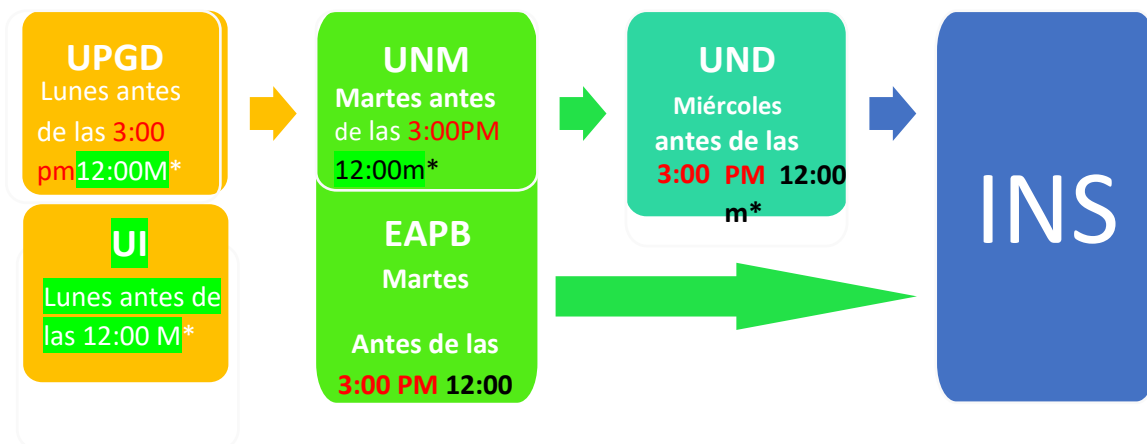 UPGD
Lunes antes
de las 3:00
pm12:00M*
UI
Lunes antes de
las 12:00 M*
UNM
Martes antes
de las 3:00PM
12:00m*
EAPB
Martes
Antes de las
3:00 PM 12:00
UND
Miércoles
antes de las
3:00 PM 12:00
m*
INS